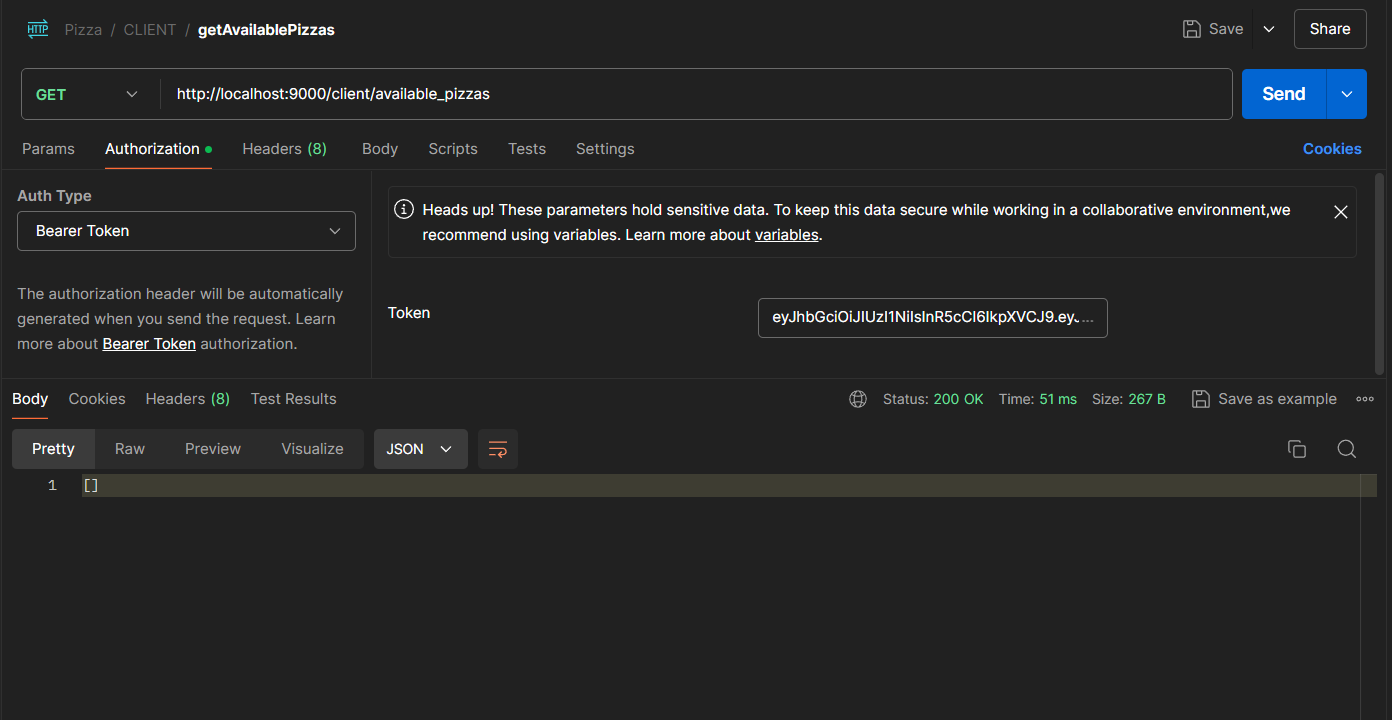 HTTP Pizza / CLIENT / getAvailablePizzas Save Share
GET http://localhost:9000/client/available_pizzas Send
Params Authorization Headers (8) Body Scripts Tests Settings Cookies
Auth Type
Bearer Token
The authorization header will be automatically
generated when you send the request. Learn
more about Bearer Token authorization.
Heads up! These parameters hold sensitive data. To keep this data secure while working in a collaborative environment,we
recommend using variables. Learn more about variables.
Token eyJhbGciOiJIUzI1NiIsInR5cCI6IkpXVCJ9.eyJ...
Body Cookies Headers (8) Test Results Status: 200 OK Time: 51 ms Size: 267 B Save as example
Pretty Raw Preview Visualize JSON
1 []